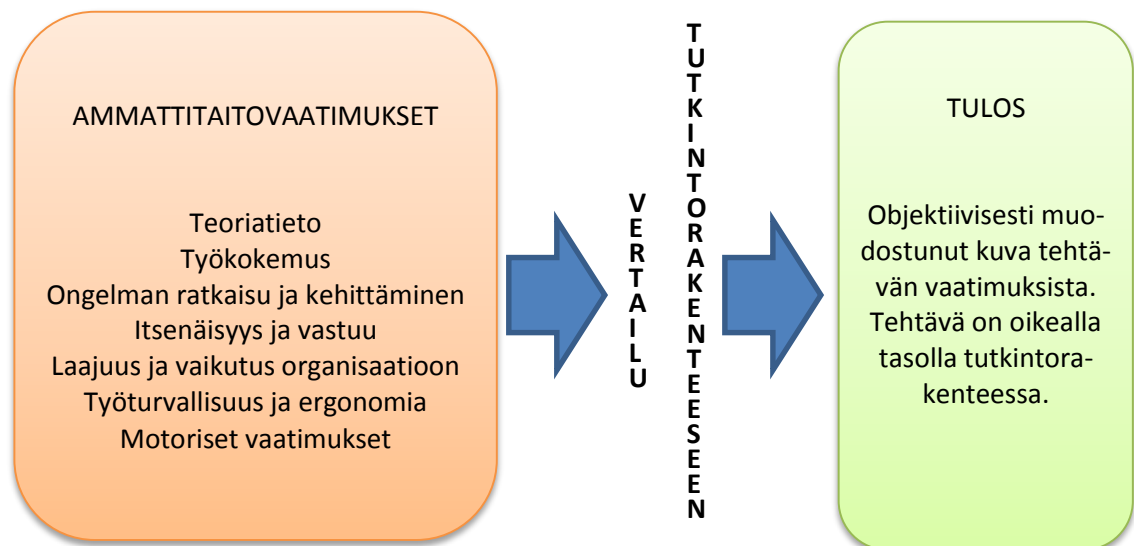 AMMATTITAITOVAATIMUKSET
Teoriatieto
Työkokemus
Ongelman ratkaisu ja kehittäminen
Itsenäisyys ja vastuu
Laajuus ja vaikutus organisaatioon
Työturvallisuus ja ergonomia
Motoriset vaatimukset
VERTAILU
TUTKINTORAKENTEESEEN
TULOS
Objektiivisesti muo-
dostunut kuva tehtä-
vän vaatimuksista.
Tehtävä on oikealla
tasolla tutkintora-
kenteessa.